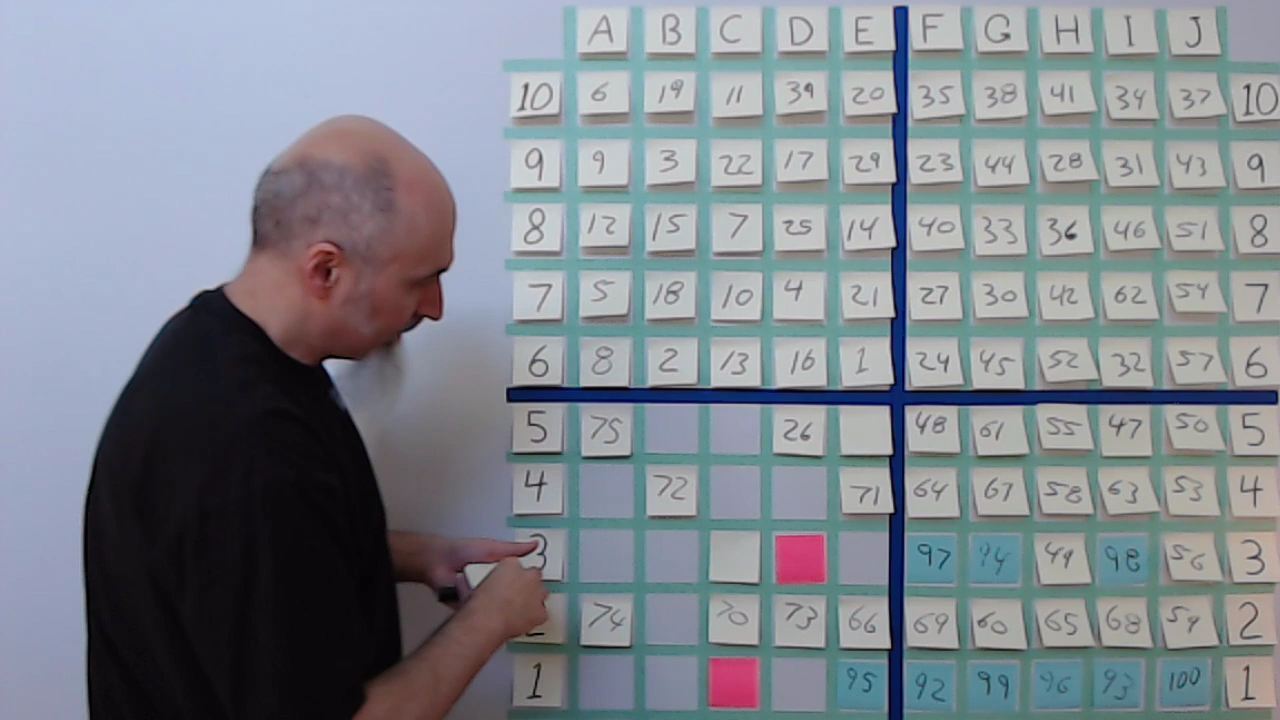 A B C D E F G H I J
10 6 19 11 39 20 35 38 41 34 37 10
9 9 3 22 17 29 23 44 28 31 43 9
8 12 15 7 25 14 40 33 36 46 51 8
7 5 18 10 4 21 27 30 42 62 54 7
6 8 2 13 16 1 24 45 52 32 57 6
5 75 26 48 61 55 47 50 5
4 72 71 64 67 58 63 53 4
3 97 94 49 98 56 3
74 70 73 66 69 60 65 68 59 2
1 95 92 99 96 93 100 1